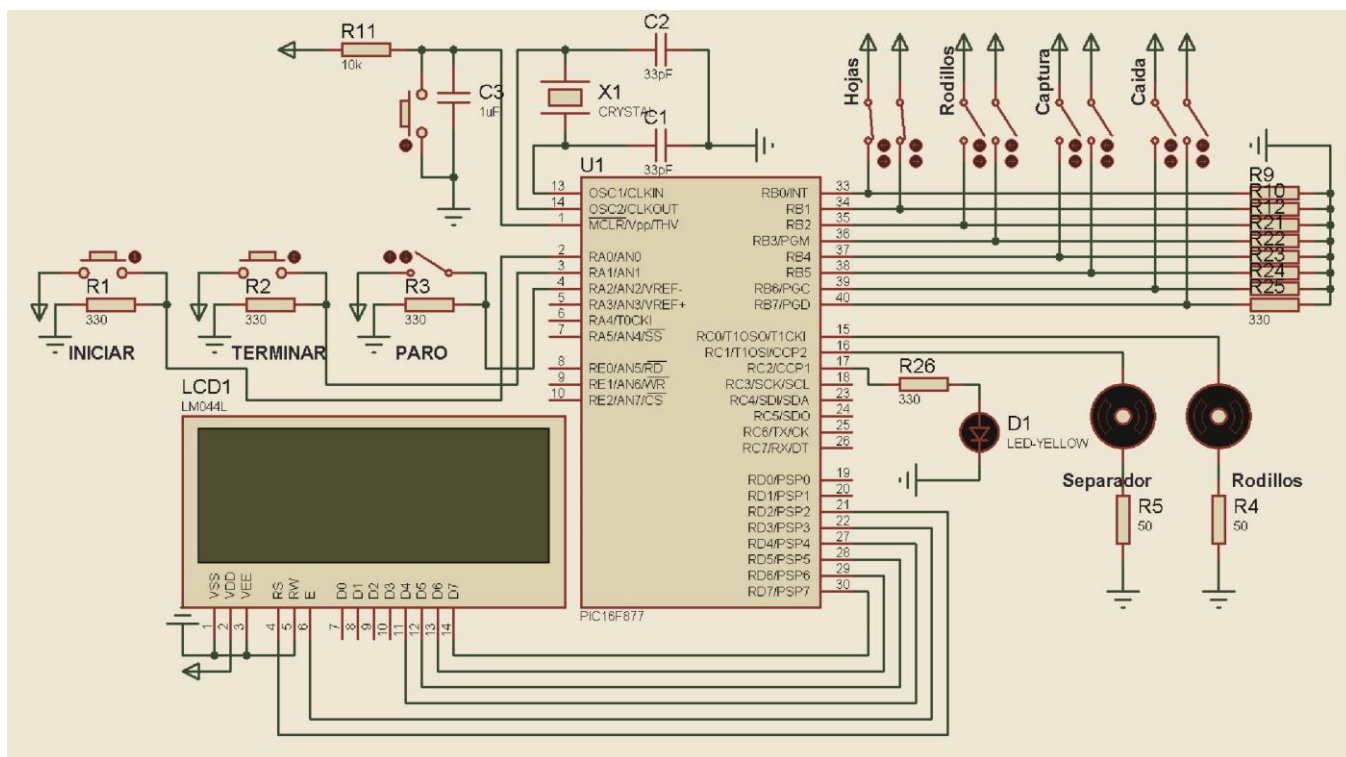 R11
10k
C3
1uF
C2
33pF
X1
CRYSTAL
C1
33pF
Hojas
Rodillos
Captura
Caida
U1
13 OSC1/CLKIN
14 OSC2/CLKOUT
1 MCLR/Vpp/THV
2 RA0/AN0
3 RA1/AN1
4 RA2/AN2/VREF-
5 RA3/AN3/VREF+
6 RA4/T0CKI
7 RA5/AN4/SS
8 RE0/AN5/RD
9 RE1/AN6/WR
10 RE2/AN7/CS
RB0/INT 33
RB1 34
RB2 35
RB3/PGM 36
RB4 37
RB5 38
RB6/PGC 39
RB7/PGD 40
RC0/T1OSO/T1CKI 15
RC1/T1OSI/CCP2 16
RC2/CCP1 17
RC3/SCK/SCL 18
RC4/SDI/SDA 23
RC5/SDO 24
RC6/TX/CK 25
RC7/RX/DT 26
RD0/PSP0 19
RD1/PSP1 20
RD2/PSP2 21
RD3/PSP3 22
RD4/PSP4 27
RD5/PSP5 28
RD6/PSP6 29
RD7/PSP7 30
PIC16F877
R9
R10
R12
R21
R22
R23
R24
R25
330
R1
330
INICIAR
R2
330
TERMINAR
R3
330
PARO
R26
330
D1
LED-YELLOW
Separador
R5
50
Rodillos
R4
50
LCD1
LM044L
VSS VDD VEE RS RW E D0 D1 D2 D3 D4 D5 D6 D7
1 2 3 4 5 6 7 8 9 10 11 12 13 14